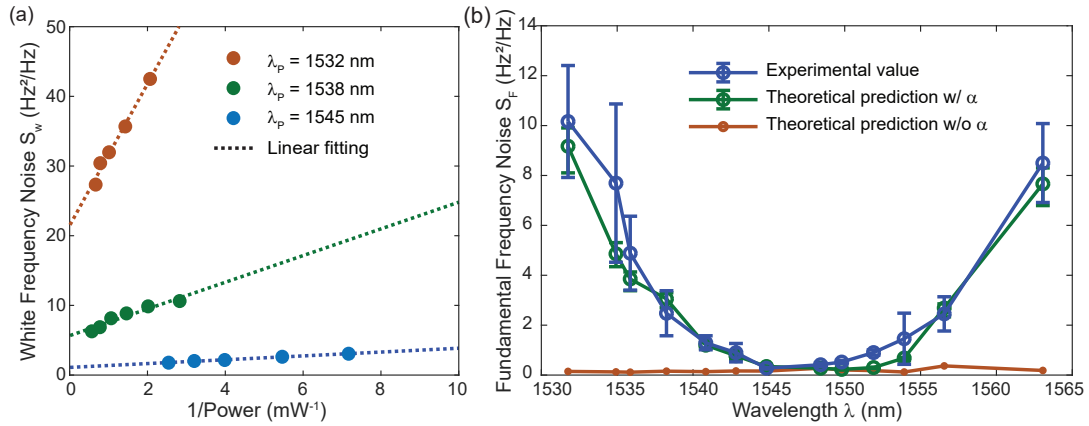 (a)
White Frequency Noise S_w (Hz²/Hz)
50
40
30
20
10
0
λ_P = 1532 nm
λ_P = 1538 nm
λ_P = 1545 nm
Linear fitting
0 2 4 6 8 10
1/Power (mW⁻¹)
(b)
Fundamental Frequency Noise S_F (Hz²/Hz)
14
12
10
8
6
4
2
0
Experimental value
Theoretical prediction w/ α
Theoretical prediction w/o α
1530 1535 1540 1545 1550 1555 1560 1565
Wavelength λ (nm)